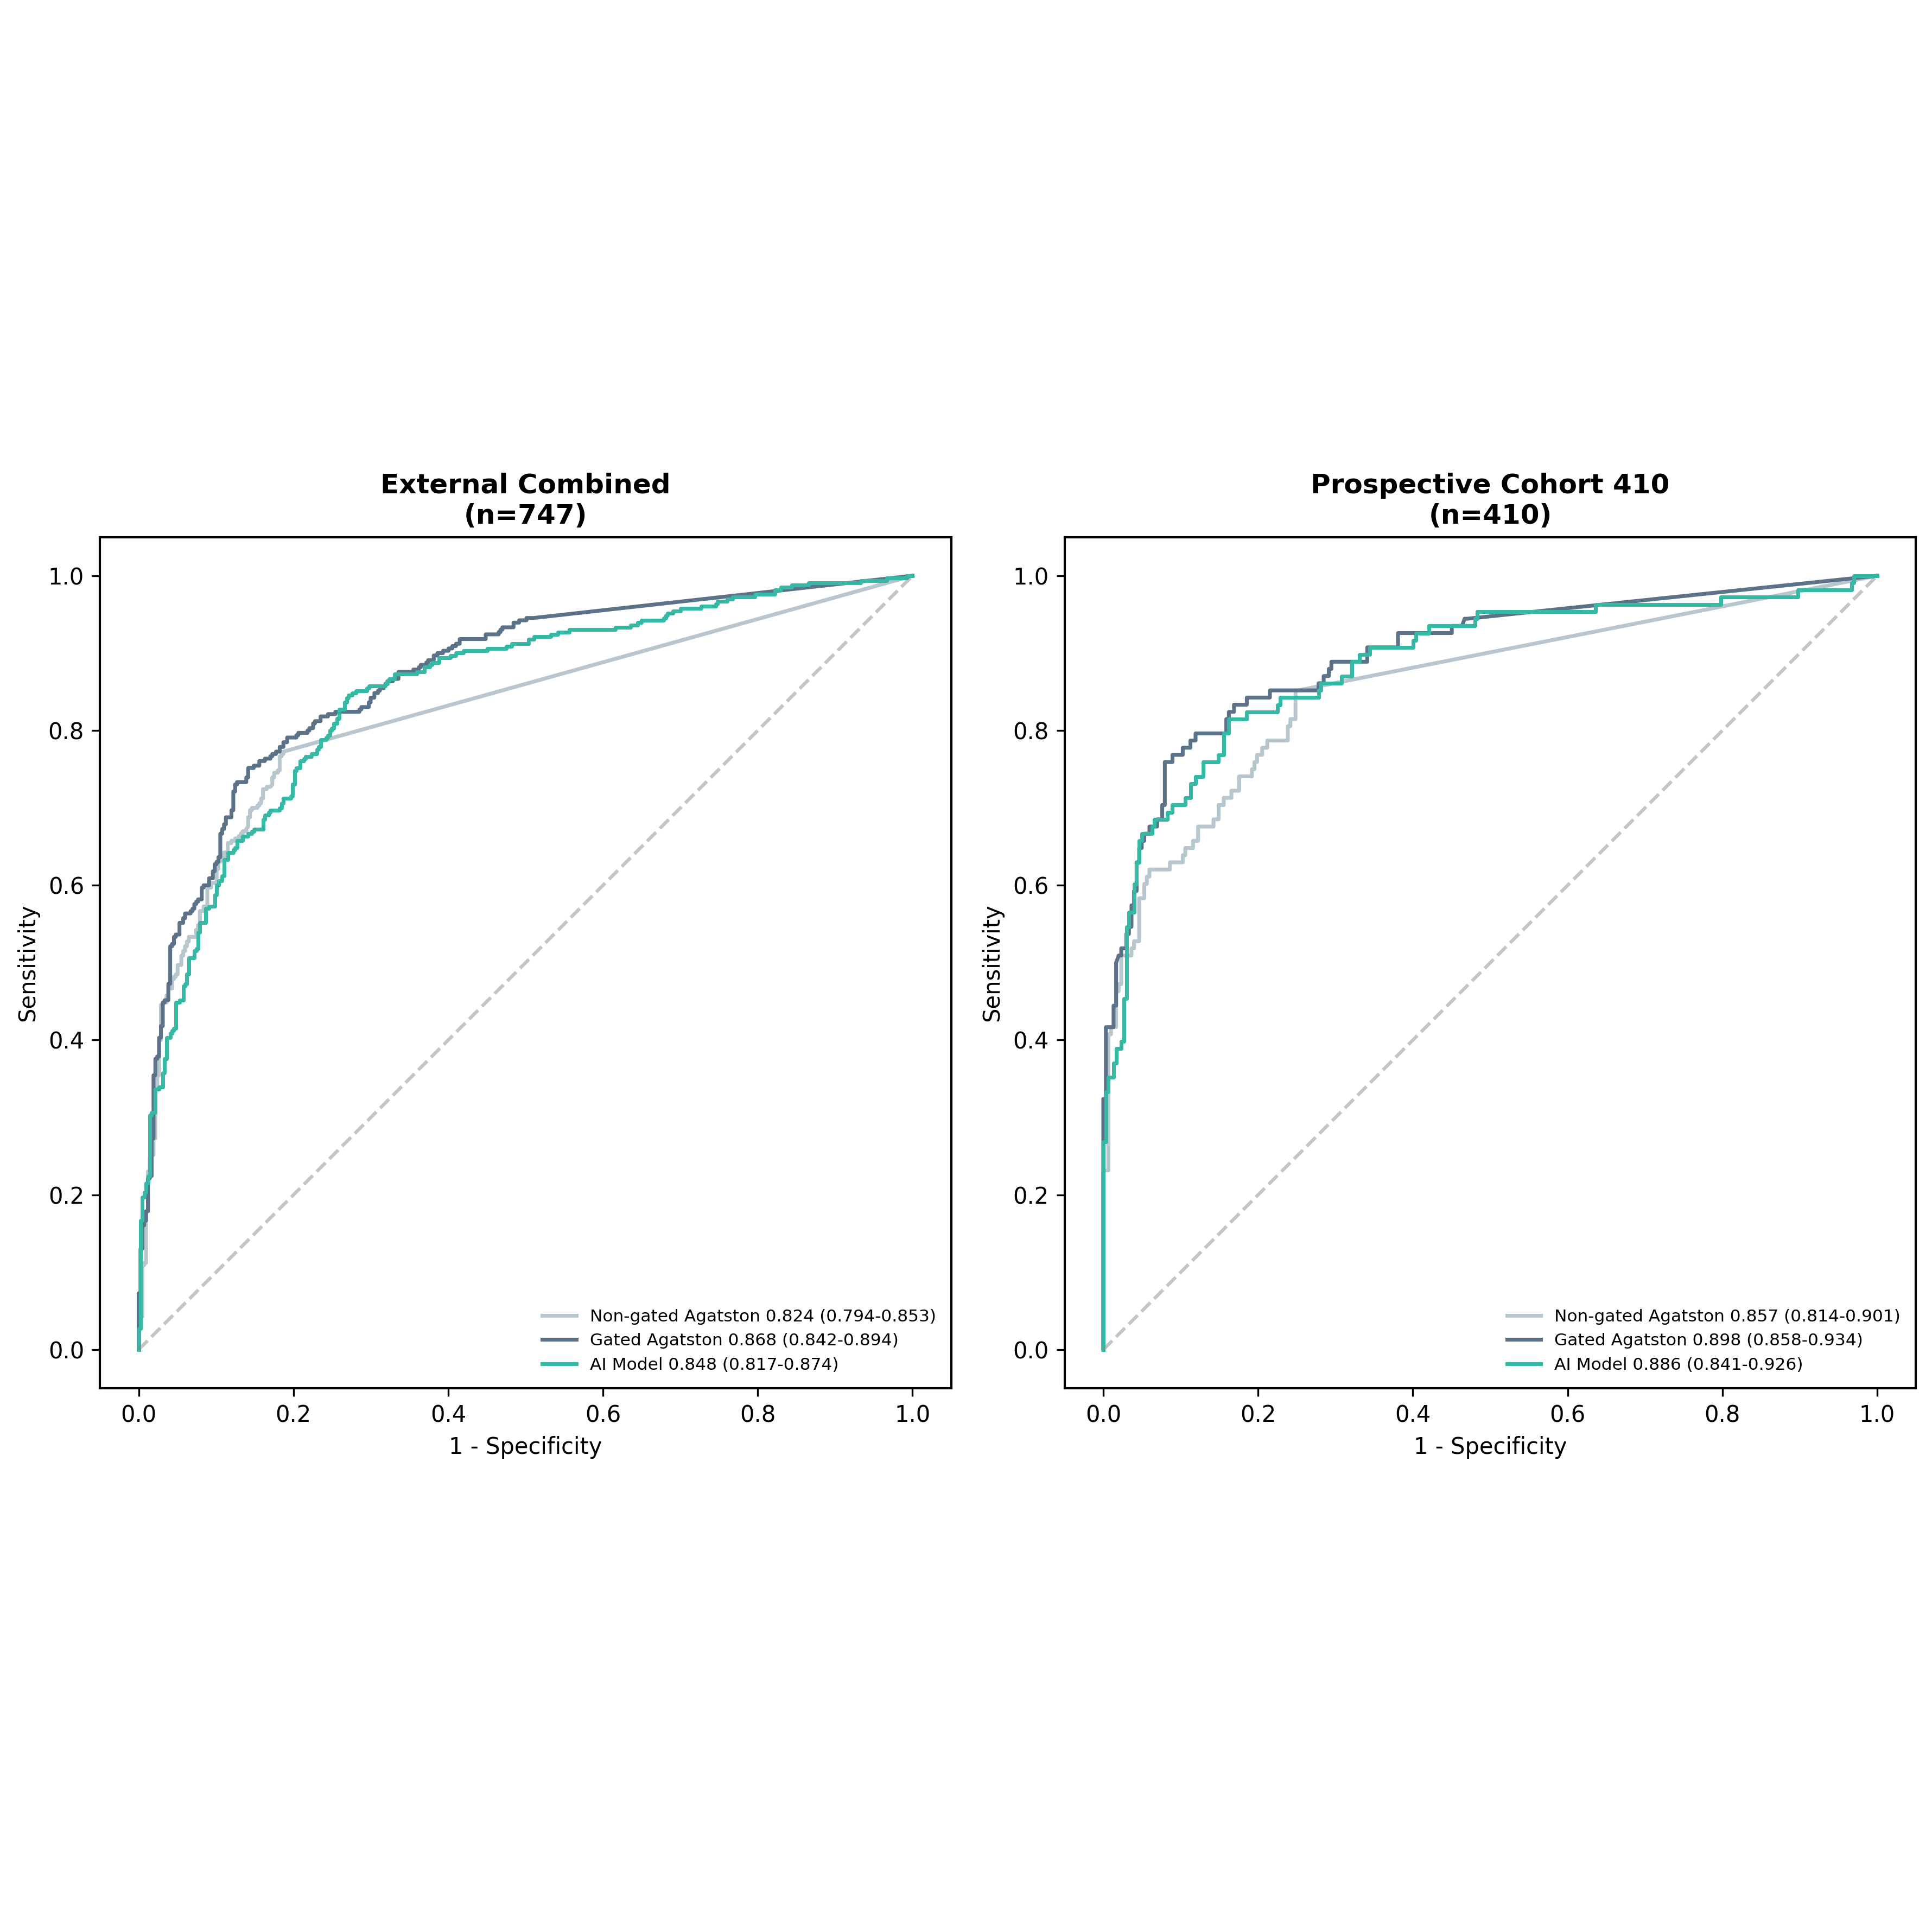 External Combined
(n=747)
Sensitivity
1.0
0.8
0.6
0.4
0.2
0.0
Non-gated Agatston 0.824 (0.794-0.853)
Gated Agatston 0.868 (0.842-0.894)
AI Model 0.848 (0.817-0.874)
0.0 0.2 0.4 0.6 0.8 1.0
1 - Specificity
Prospective Cohort 410
(n=410)
Sensitivity
1.0
0.8
0.6
0.4
0.2
0.0
Non-gated Agatston 0.857 (0.814-0.901)
Gated Agatston 0.898 (0.858-0.934)
AI Model 0.886 (0.841-0.926)
0.0 0.2 0.4 0.6 0.8 1.0
1 - Specificity